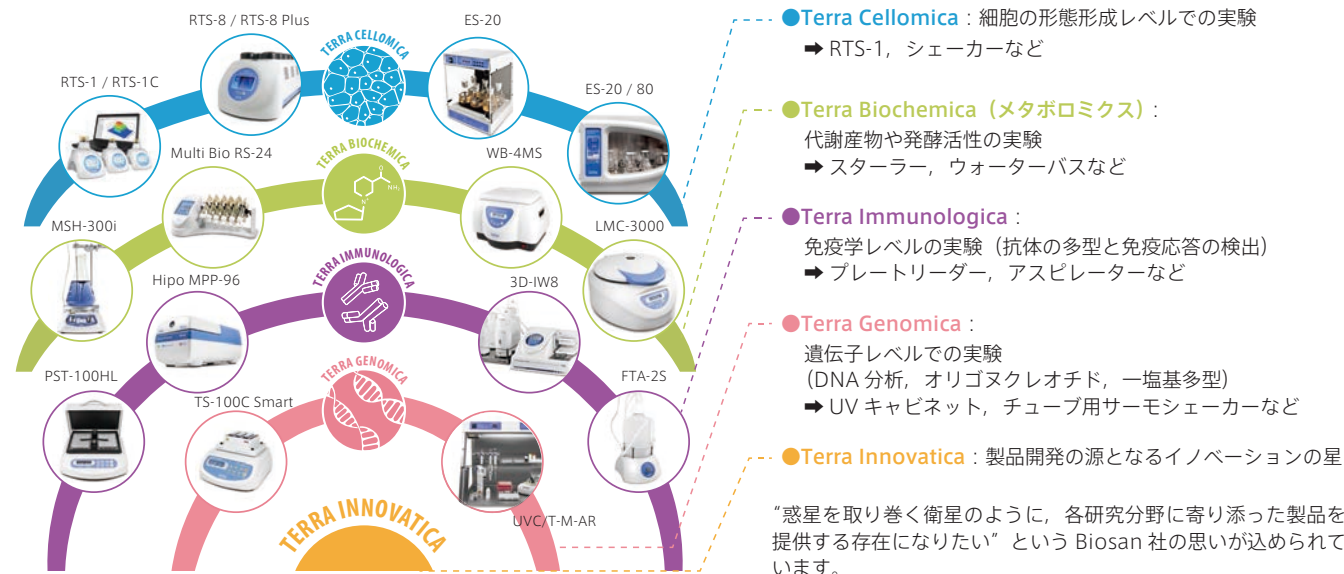 RTS-8 / RTS-8 Plus
ES-20
TERRA CELLOMICA
RTS-1 / RTS-1C
ES-20 / 80
Multi Bio RS-24
TERRA BIOCHEMICA
WB-4MS
MSH-300i
LMC-3000
Hipo MPP-96
TERRA IMMUNOLOGICA
3D-IW8
PST-100HL
FTA-2S
TS-100C Smart
TERRA GENOMICA
UVC/T-M-AR
TERRA INNOVATICA
●Terra Cellomica：細胞の形態形成レベルでの実験
➡ RTS-1，シェーカーなど
●Terra Biochemica（メタボロミクス）：
代謝産物や発酵活性の実験
➡ スターラー，ウォーターバスなど
●Terra Immunologica：
免疫学レベルの実験（抗体の多型と免疫応答の検出）
➡ プレートリーダー，アスピレーターなど
●Terra Genomica：
遺伝子レベルでの実験
（DNA 分析，オリゴヌクレオチド，一塩基多型）
➡ UV キャビネット，チューブ用サーモシェーカーなど
●Terra Innovatica：製品開発の源となるイノベーションの星
“惑星を取り巻く衛星のように，各研究分野に寄り添った製品を
提供する存在になりたい”という Biosan 社の思いが込められて
います。